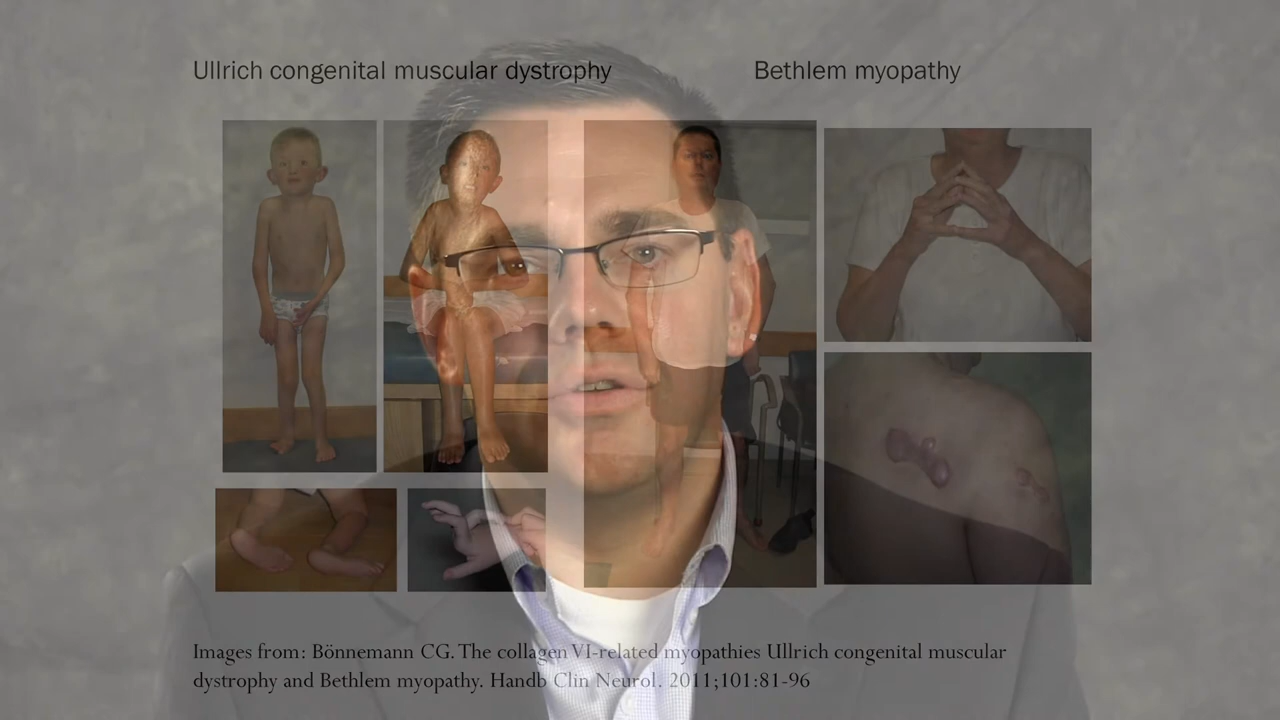 Ullrich congenital muscular dystrophy
Bethlem myopathy
Images from: Bönnemann CG. The collagen VI-related myopathies Ullrich congenital muscular
dystrophy and Bethlem myopathy. Handb Clin Neurol. 2011;101:81-96